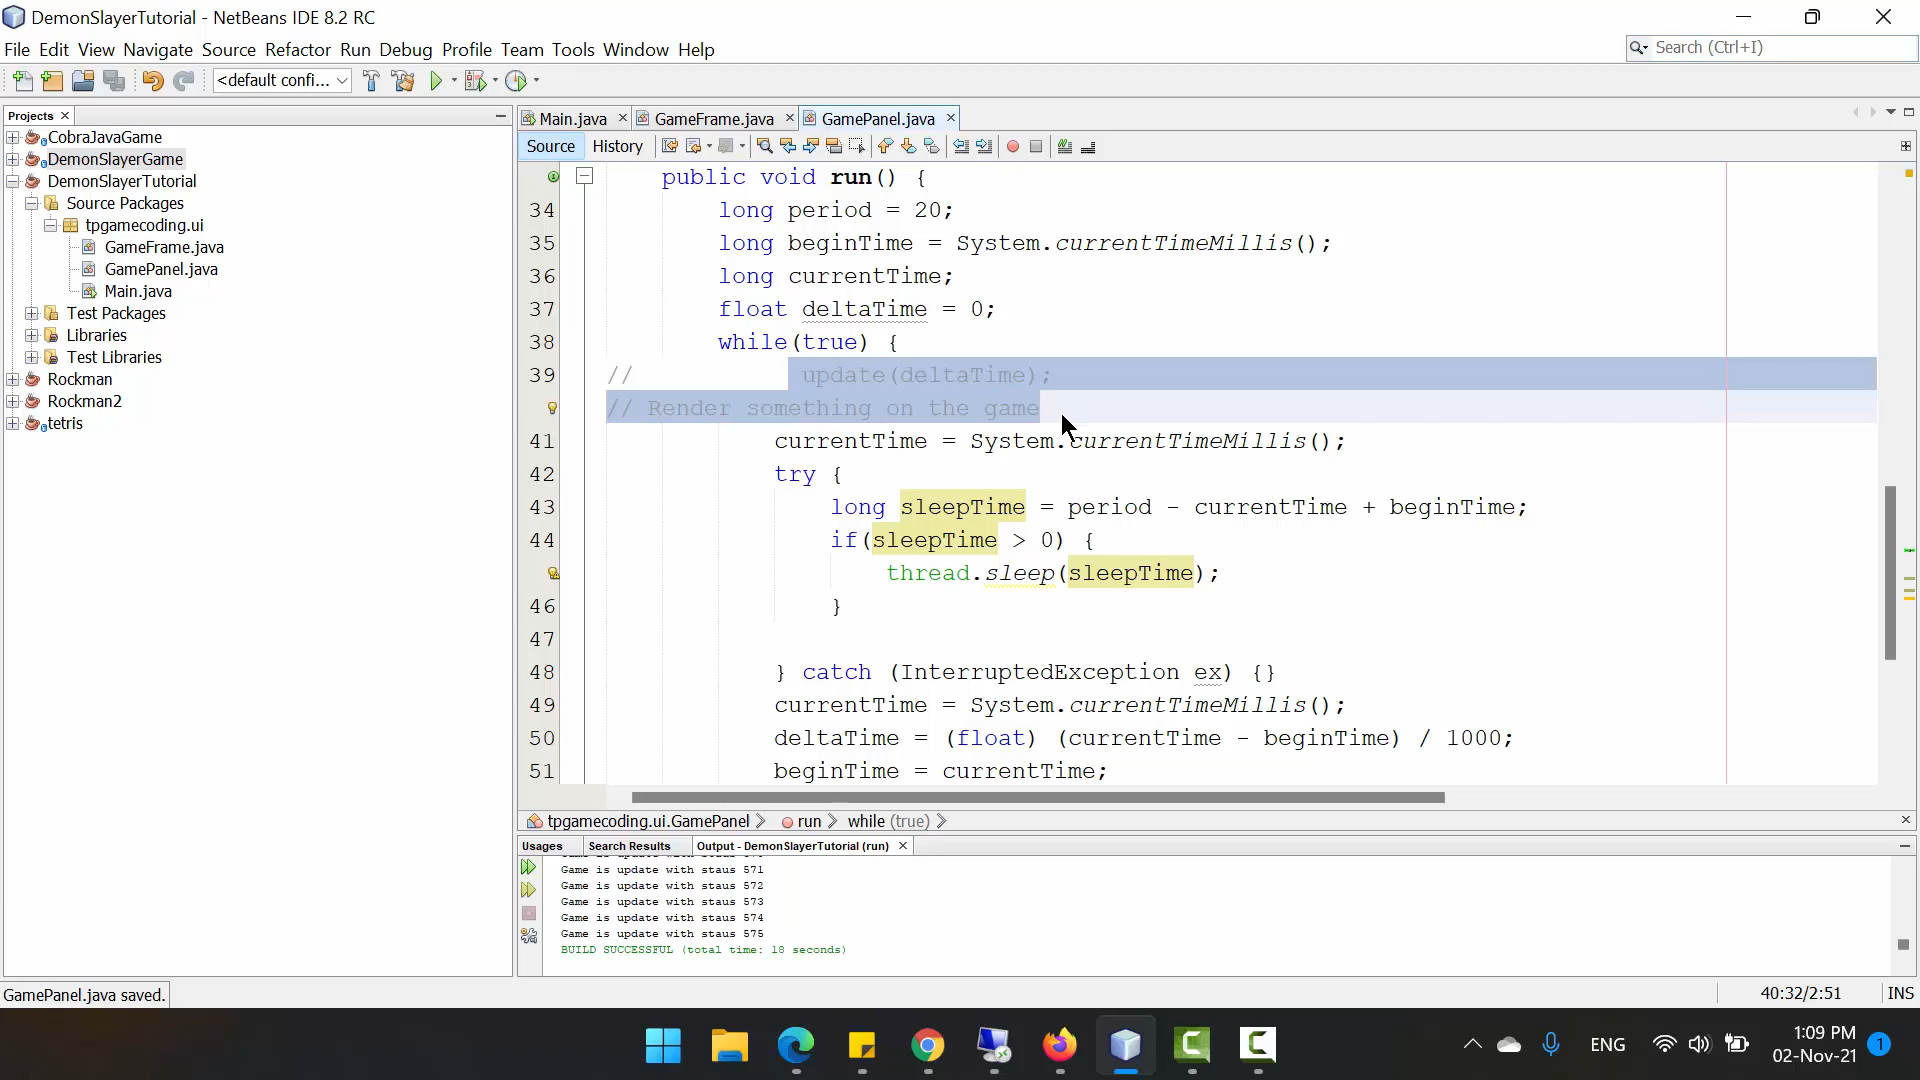 DemonSlayerTutorial - NetBeans IDE 8.2 RC
File Edit View Navigate Source Refactor Run Debug Profile Team Tools Window Help
Search (Ctrl+I)
<default confi...
Projects
CobraJavaGame
DemonSlayerGame
DemonSlayerTutorial
Source Packages
tpgamecoding.ui
GameFrame.java
GamePanel.java
Main.java
Test Packages
Libraries
Test Libraries
Rockman
Rockman2
tetris
Main.java GameFrame.java GamePanel.java
Source History
public void run() {
34 long period = 20;
35 long beginTime = System.currentTimeMillis();
36 long currentTime;
37 float deltaTime = 0;
38 while(true) {
39 // update(deltaTime);
// Render something on the game
41 currentTime = System.currentTimeMillis();
42 try {
43 long sleepTime = period - currentTime + beginTime;
44 if(sleepTime > 0) {
thread.sleep(sleepTime);
46 }
47
48 } catch (InterruptedException ex) {}
49 currentTime = System.currentTimeMillis();
50 deltaTime = (float) (currentTime - beginTime) / 1000;
51 beginTime = currentTime;
tpgamecoding.ui.GamePanel run while (true)
Usages Search Results Output - DemonSlayerTutorial (run)
Game is update with staus 571
Game is update with staus 572
Game is update with staus 573
Game is update with staus 574
Game is update with staus 575
BUILD SUCCESSFUL (total time: 18 seconds)
GamePanel.java saved.
40:32/2:51 INS
ENG
1:09 PM
02-Nov-21
1